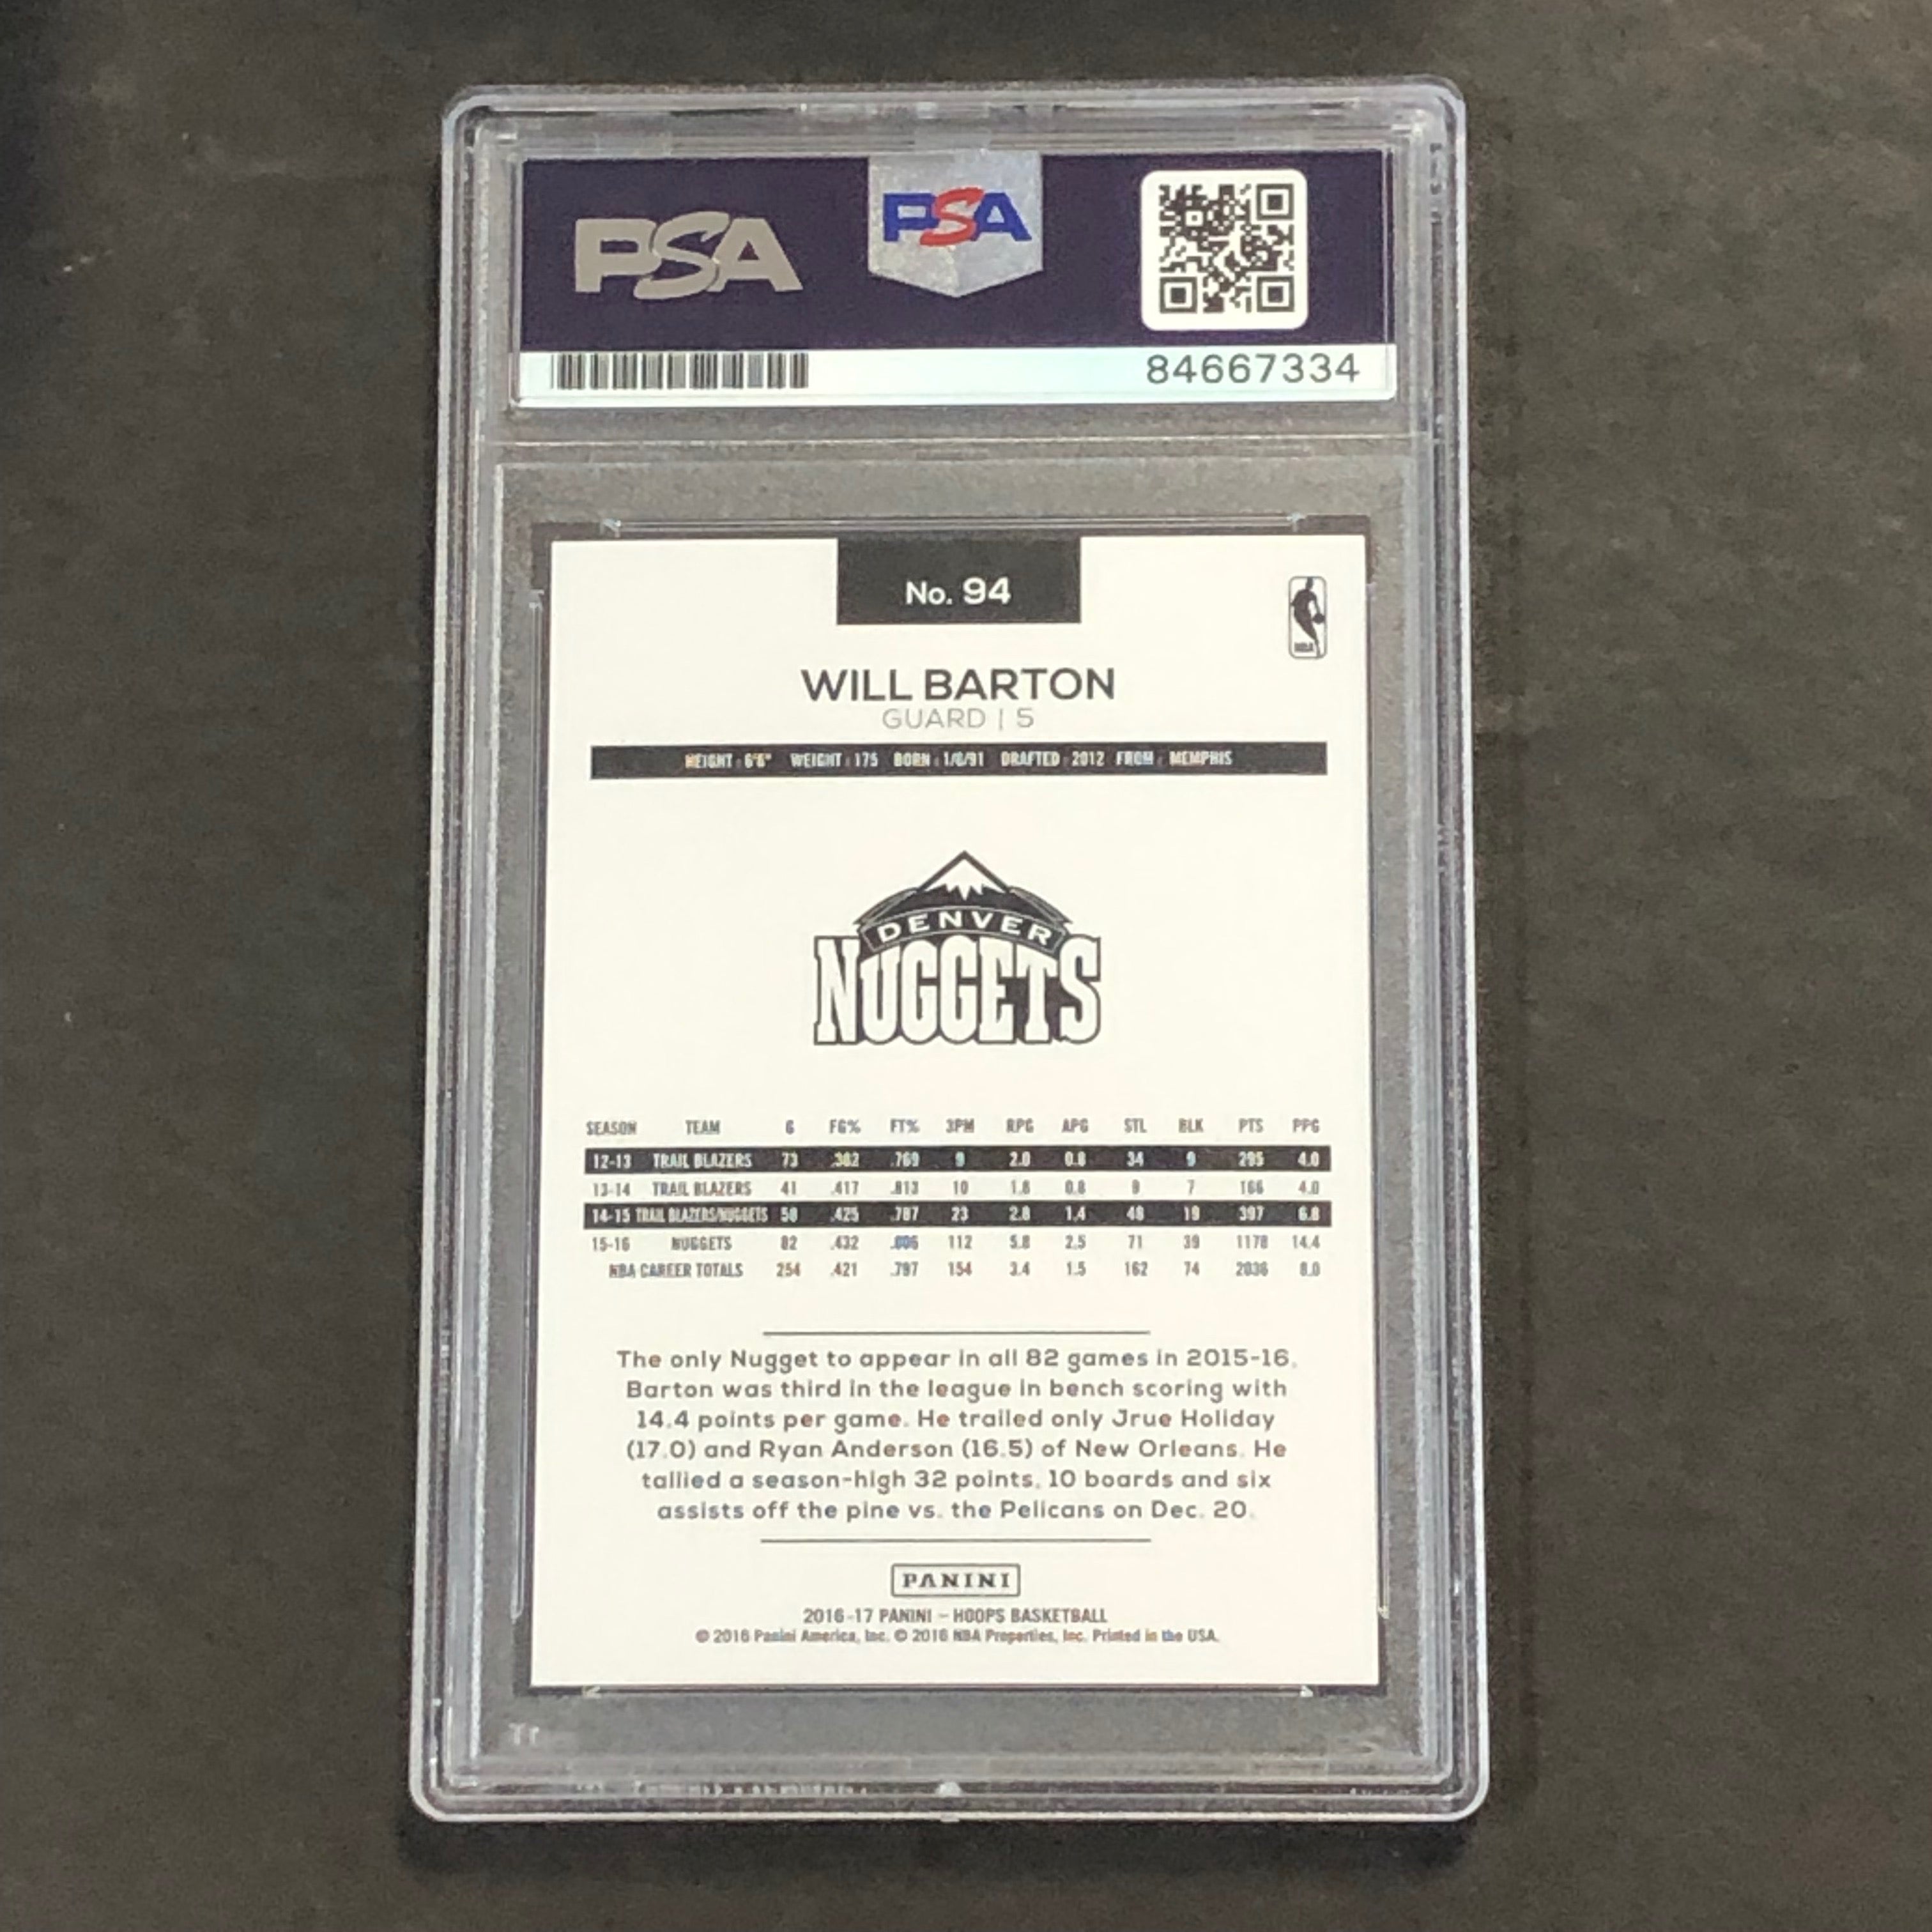 PSA
PSA
84667334
No. 94
NBA
WILL BARTON
GUARD | 5
HEIGHT : 6'6" WEIGHT : 175 BORN : 1/6/91 DRAFTED : 2012 FROM : MEMPHIS
DENVER
NUGGETS
SEASON TEAM G FG% FT% 3PM RPG APG STL BLK PTS PPG
12-13 TRAIL BLAZERS 73 .382 .769 9 2.0 0.8 34 9 295 4.0
13-14 TRAIL BLAZERS 41 .417 .813 10 1.8 0.8 8 7 166 4.0
14-15 TRAIL BLAZERS/NUGGETS 58 .425 .787 23 2.8 1.4 48 19 397 6.8
15-16 NUGGETS 82 .432 .806 112 5.8 2.5 71 39 1178 14.4
NBA CAREER TOTALS 254 .421 .797 154 3.4 1.5 162 74 2036 8.0
The only Nugget to appear in all 82 games in 2015-16,
Barton was third in the league in bench scoring with
14.4 points per game. He trailed only Jrue Holiday
(17.0) and Ryan Anderson (16.5) of New Orleans. He
tallied a season-high 32 points, 10 boards and six
assists off the pine vs. the Pelicans on Dec. 20.
PANINI
2016-17 PANINI – HOOPS BASKETBALL
© 2016 Panini America, Inc. © 2016 NBA Properties, Inc. Printed in the USA.